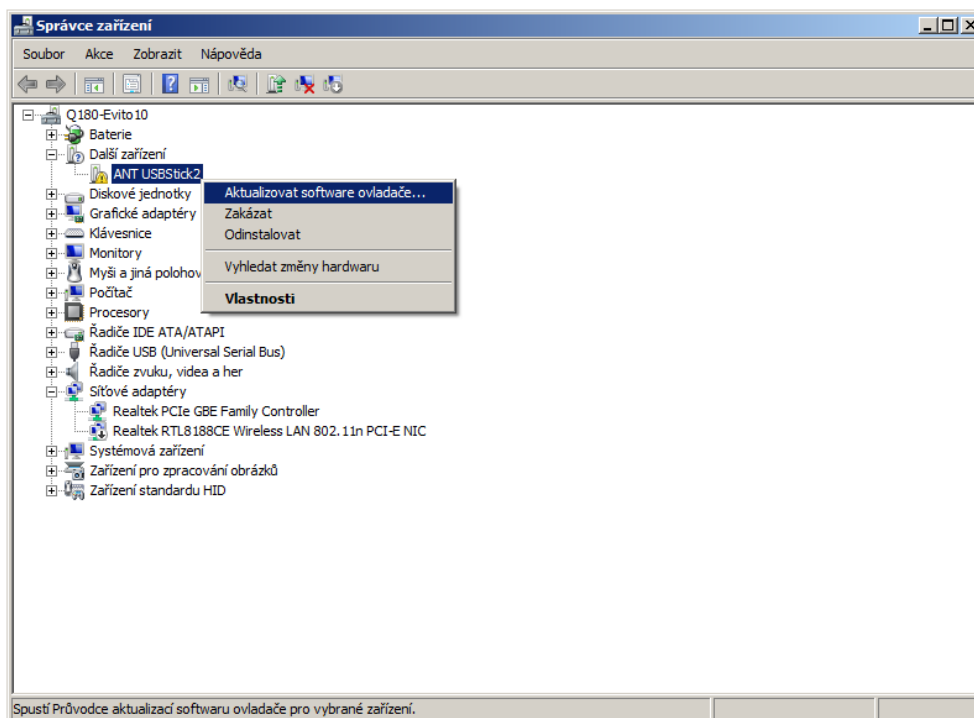 Správce zařízení
Soubor Akce Zobrazit Nápověda
Q180-Evito10
Baterie
Další zařízení
ANT USBStick2
Diskové jednotky
Grafické adaptéry
Klávesnice
Monitory
Myši a jiná polohov
Počítač
Procesory
Řadiče IDE ATA/ATAPI
Řadiče USB (Universal Serial Bus)
Řadiče zvuku, videa a her
Síťové adaptéry
Realtek PCIe GBE Family Controller
Realtek RTL8188CE Wireless LAN 802.11n PCI-E NIC
Systémová zařízení
Zařízení pro zpracování obrázků
Zařízení standardu HID
Aktualizovat software ovladače...
Zakázat
Odinstalovat
Vyhledat změny hardwaru
Vlastnosti
Spustí Průvodce aktualizací softwaru ovladače pro vybrané zařízení.